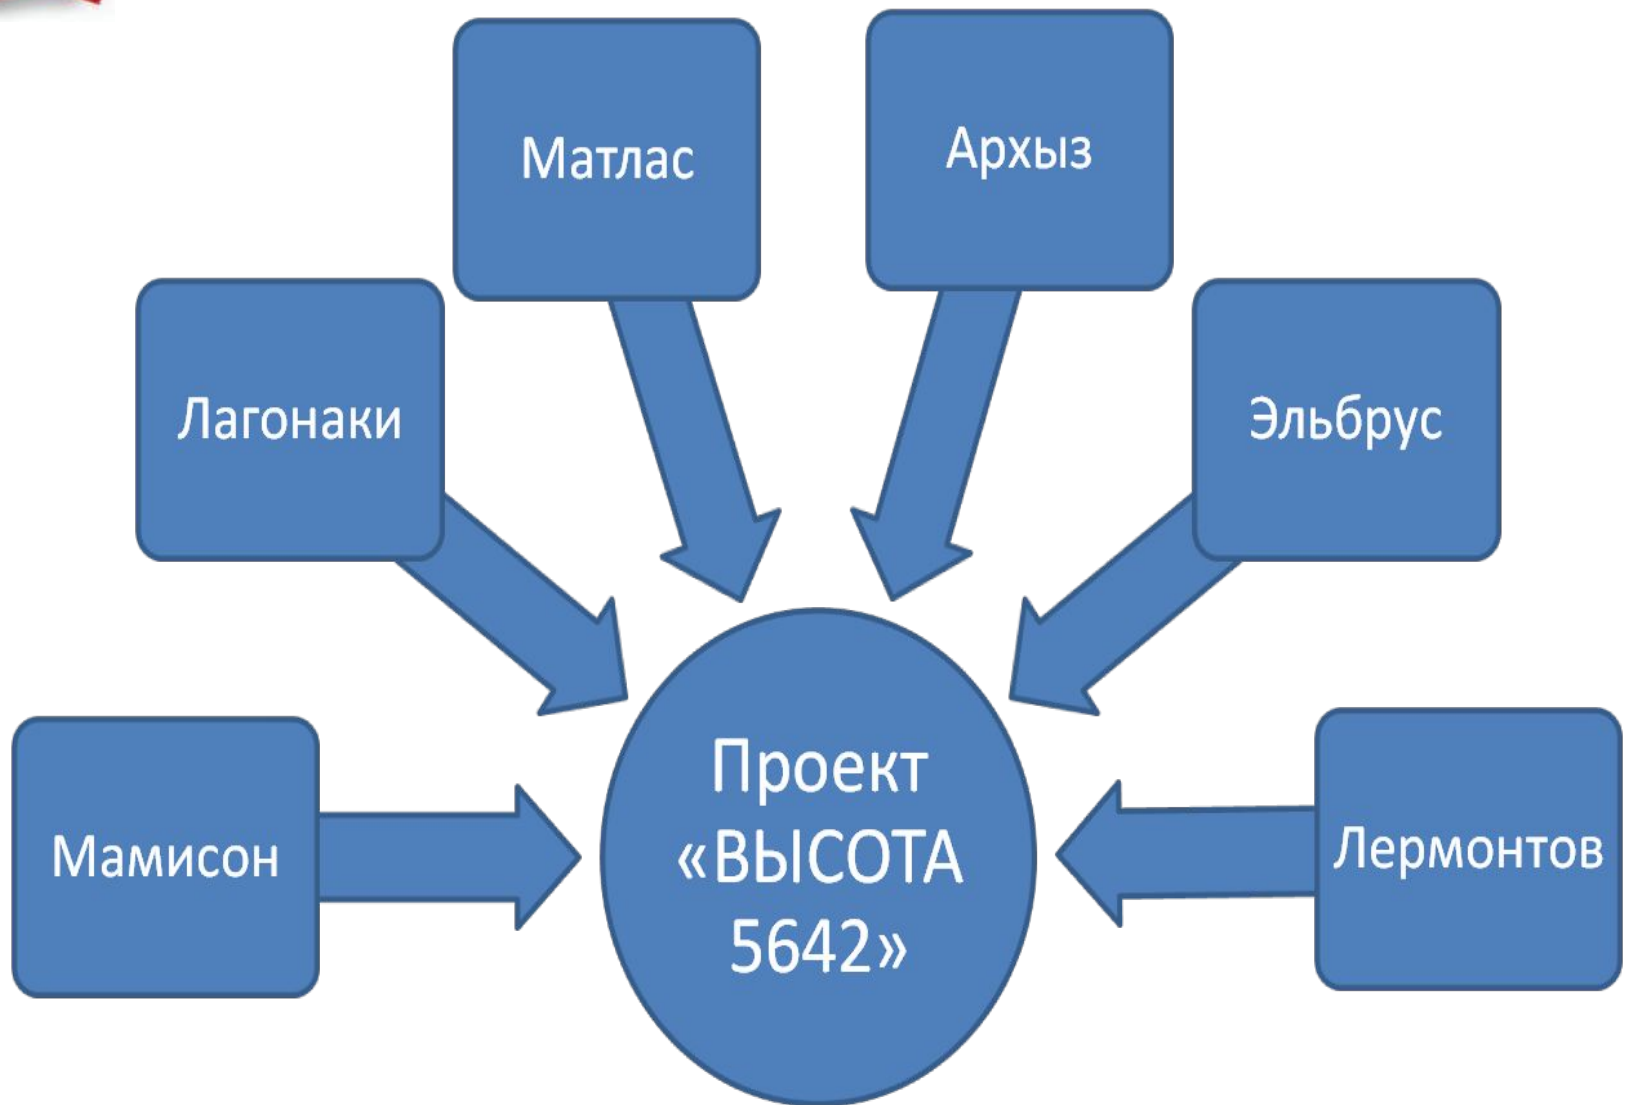 Матлас
Архыз
Лагонаки
Эльбрус
Мамисон
Проект
«ВЫСОТА
5642»
Лермонтов